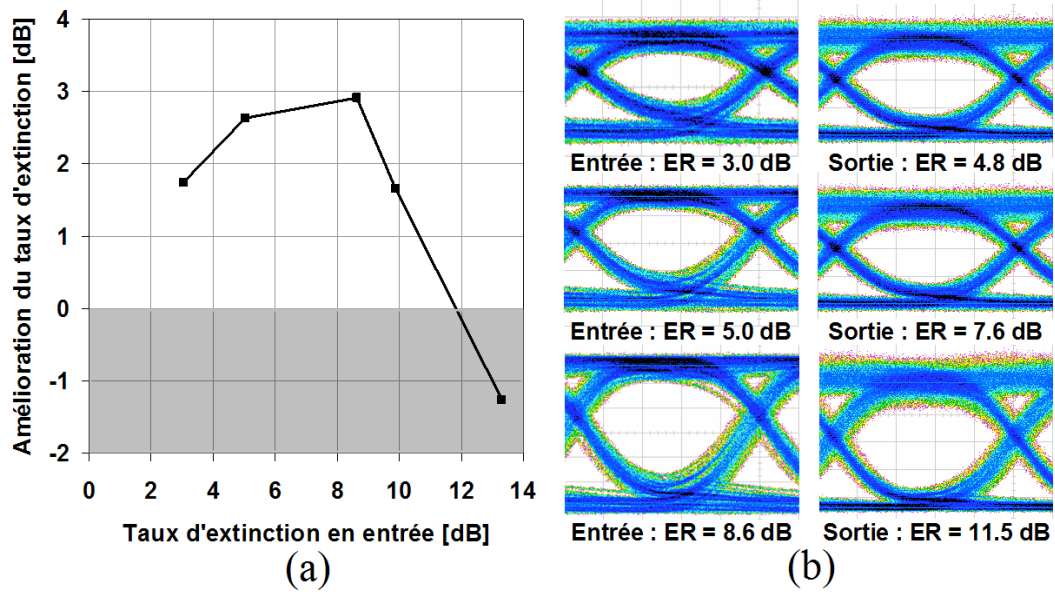 Amélioration du taux d'extinction [dB]
4
3
2
1
0
-1
-2
0 2 4 6 8 10 12 14
Taux d'extinction en entrée [dB]
(a)
Entrée : ER = 3.0 dB
Sortie : ER = 4.8 dB
Entrée : ER = 5.0 dB
Sortie : ER = 7.6 dB
Entrée : ER = 8.6 dB
Sortie : ER = 11.5 dB
(b)